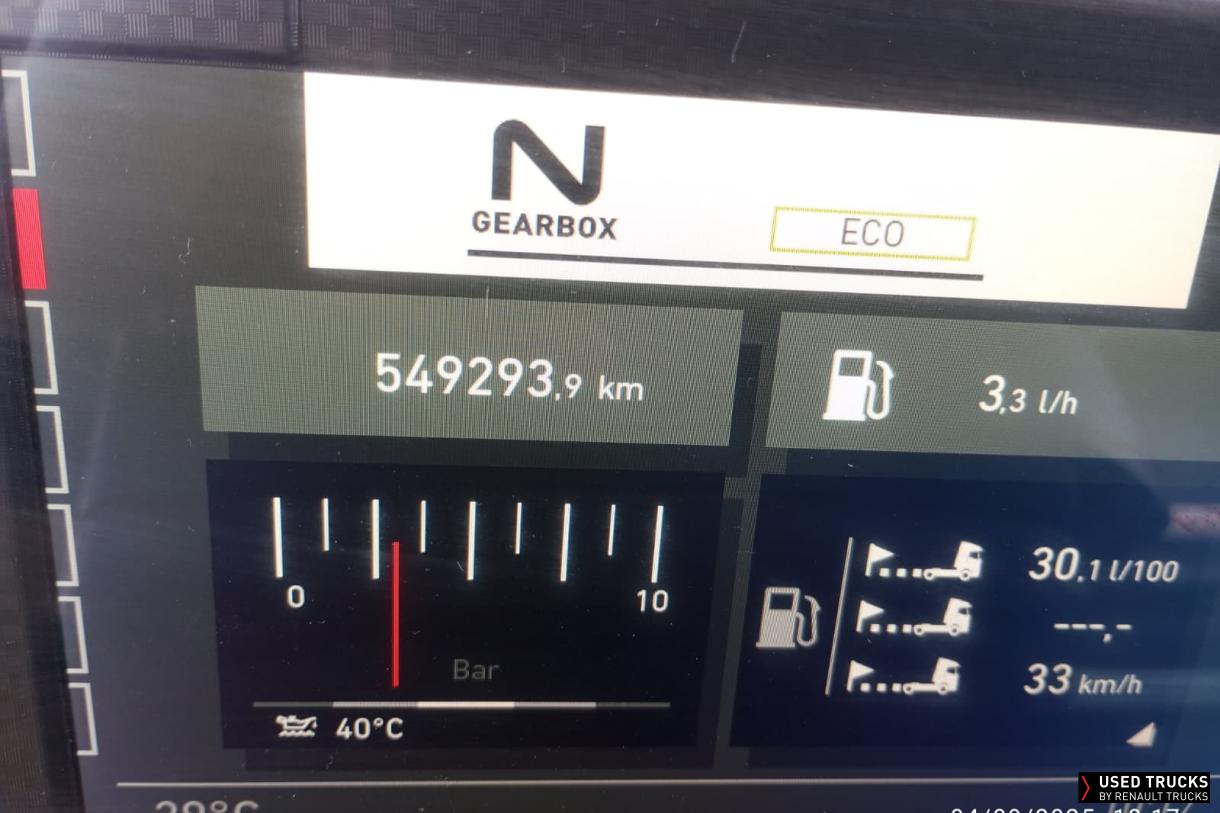 N
GEARBOX
ECO
549293,9 km
3,3 l/h
0
10
Bar
40°C
30,1 l/100
---,-
33 km/h
USED TRUCKS
BY RENAULT TRUCKS